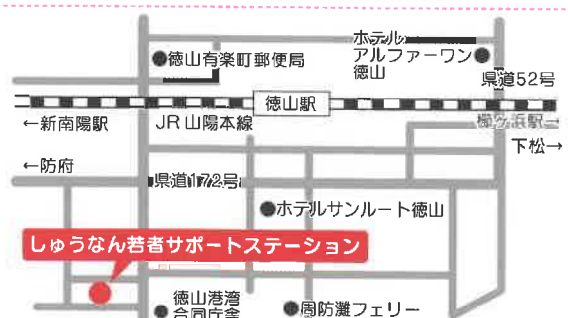 ホテル
アルファーワン
徳山
徳山有楽町郵便局
県道52号
徳山駅
←新南陽駅
JR山陽本線
櫛ヶ浜駅→
下松→
←防府
県道172号
ホテルサンルート徳山
しゅうなん若者サポートステーション
徳山港湾
合同庁舎
周防灘フェリー